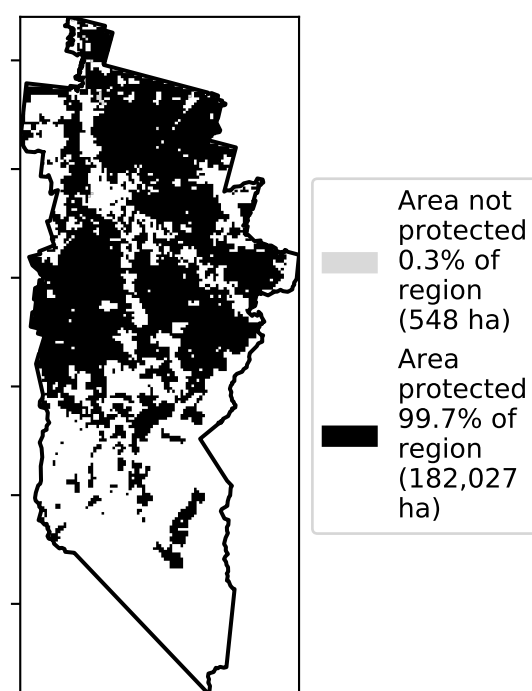 Area not
protected
0.3% of
region
(548 ha)
Area
protected
99.7% of
region
(182,027
ha)